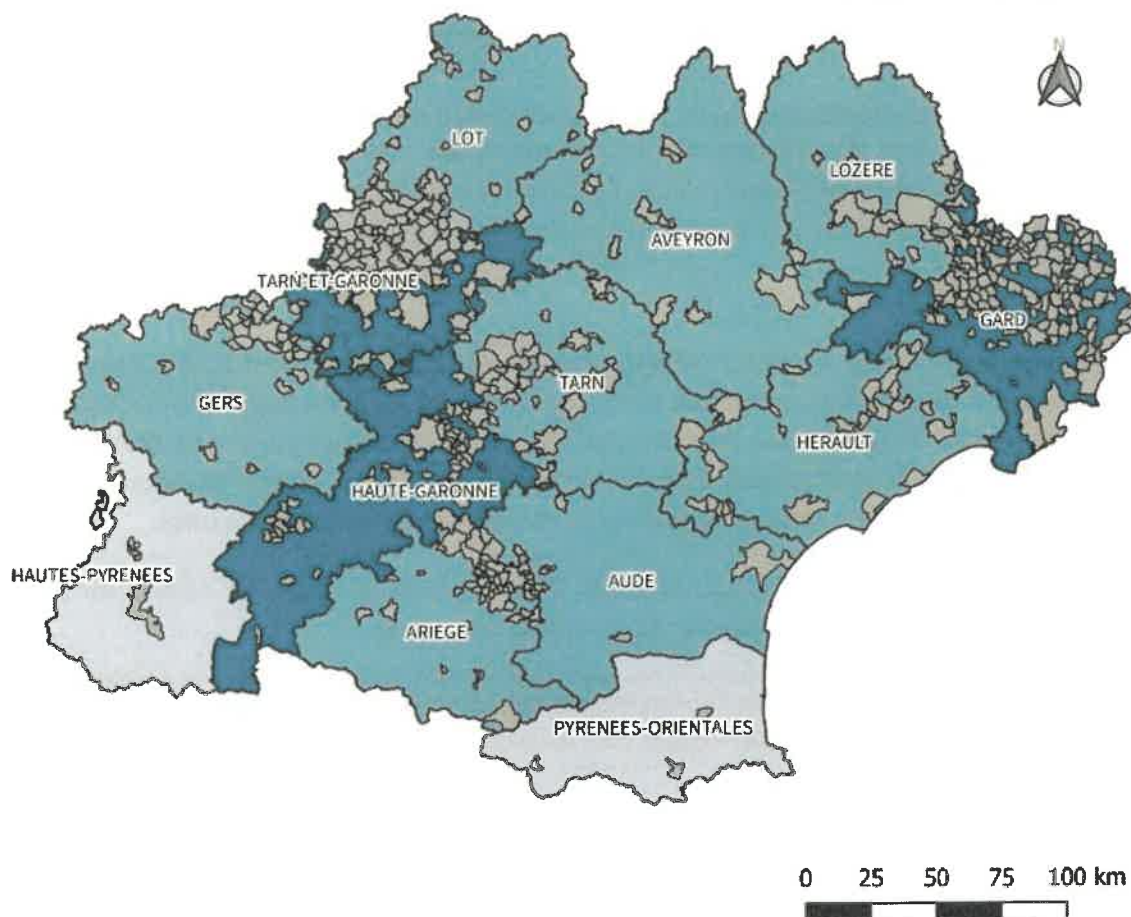 N
LOT
LOZERE
AVEYRON
TARN-ET-GARONNE
GARD
TARN
GERS
HERAULT
HAUTE-GARONNE
HAUTES-PYRENEES
AUDE
ARIEGE
PYRENEES-ORIENTALES
0 25 50 75 100 km